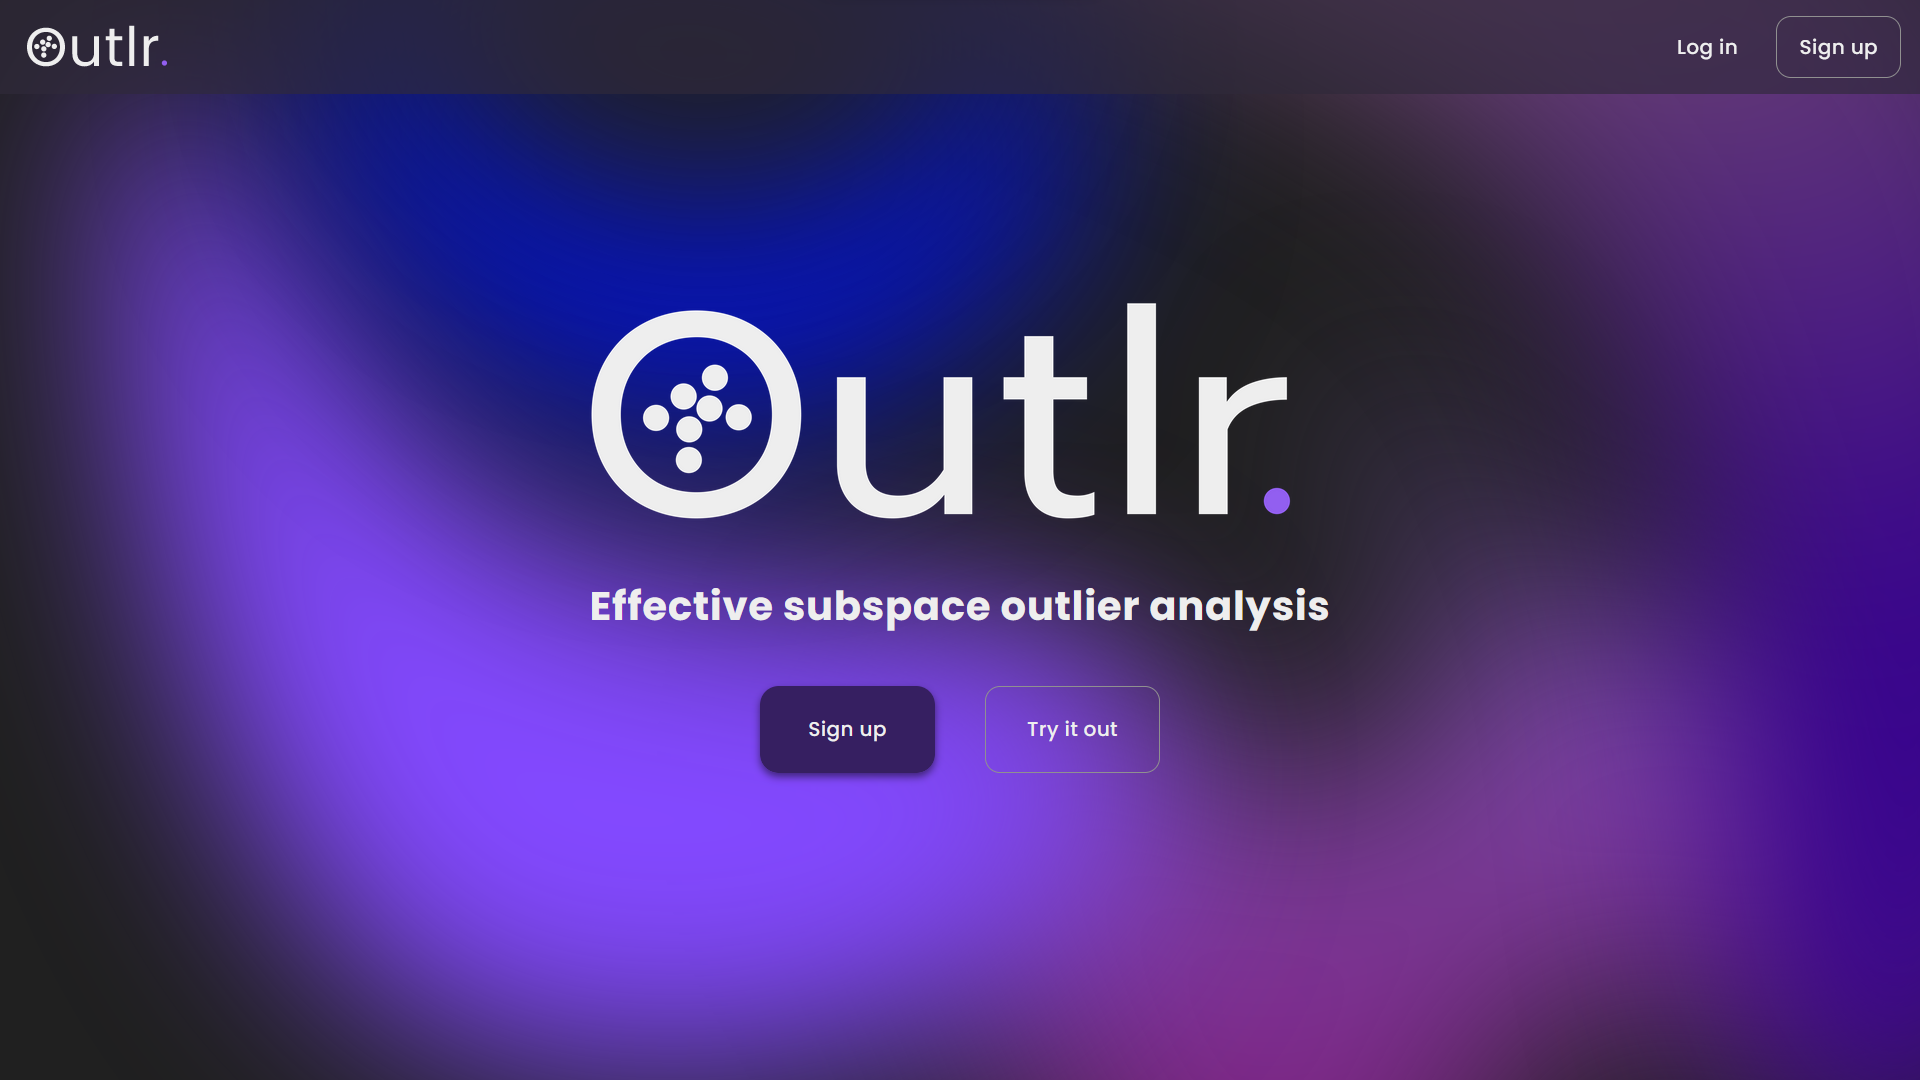 Outlr.
Log in
Sign up
Outlr.
Effective subspace outlier analysis
Sign up
Try it out